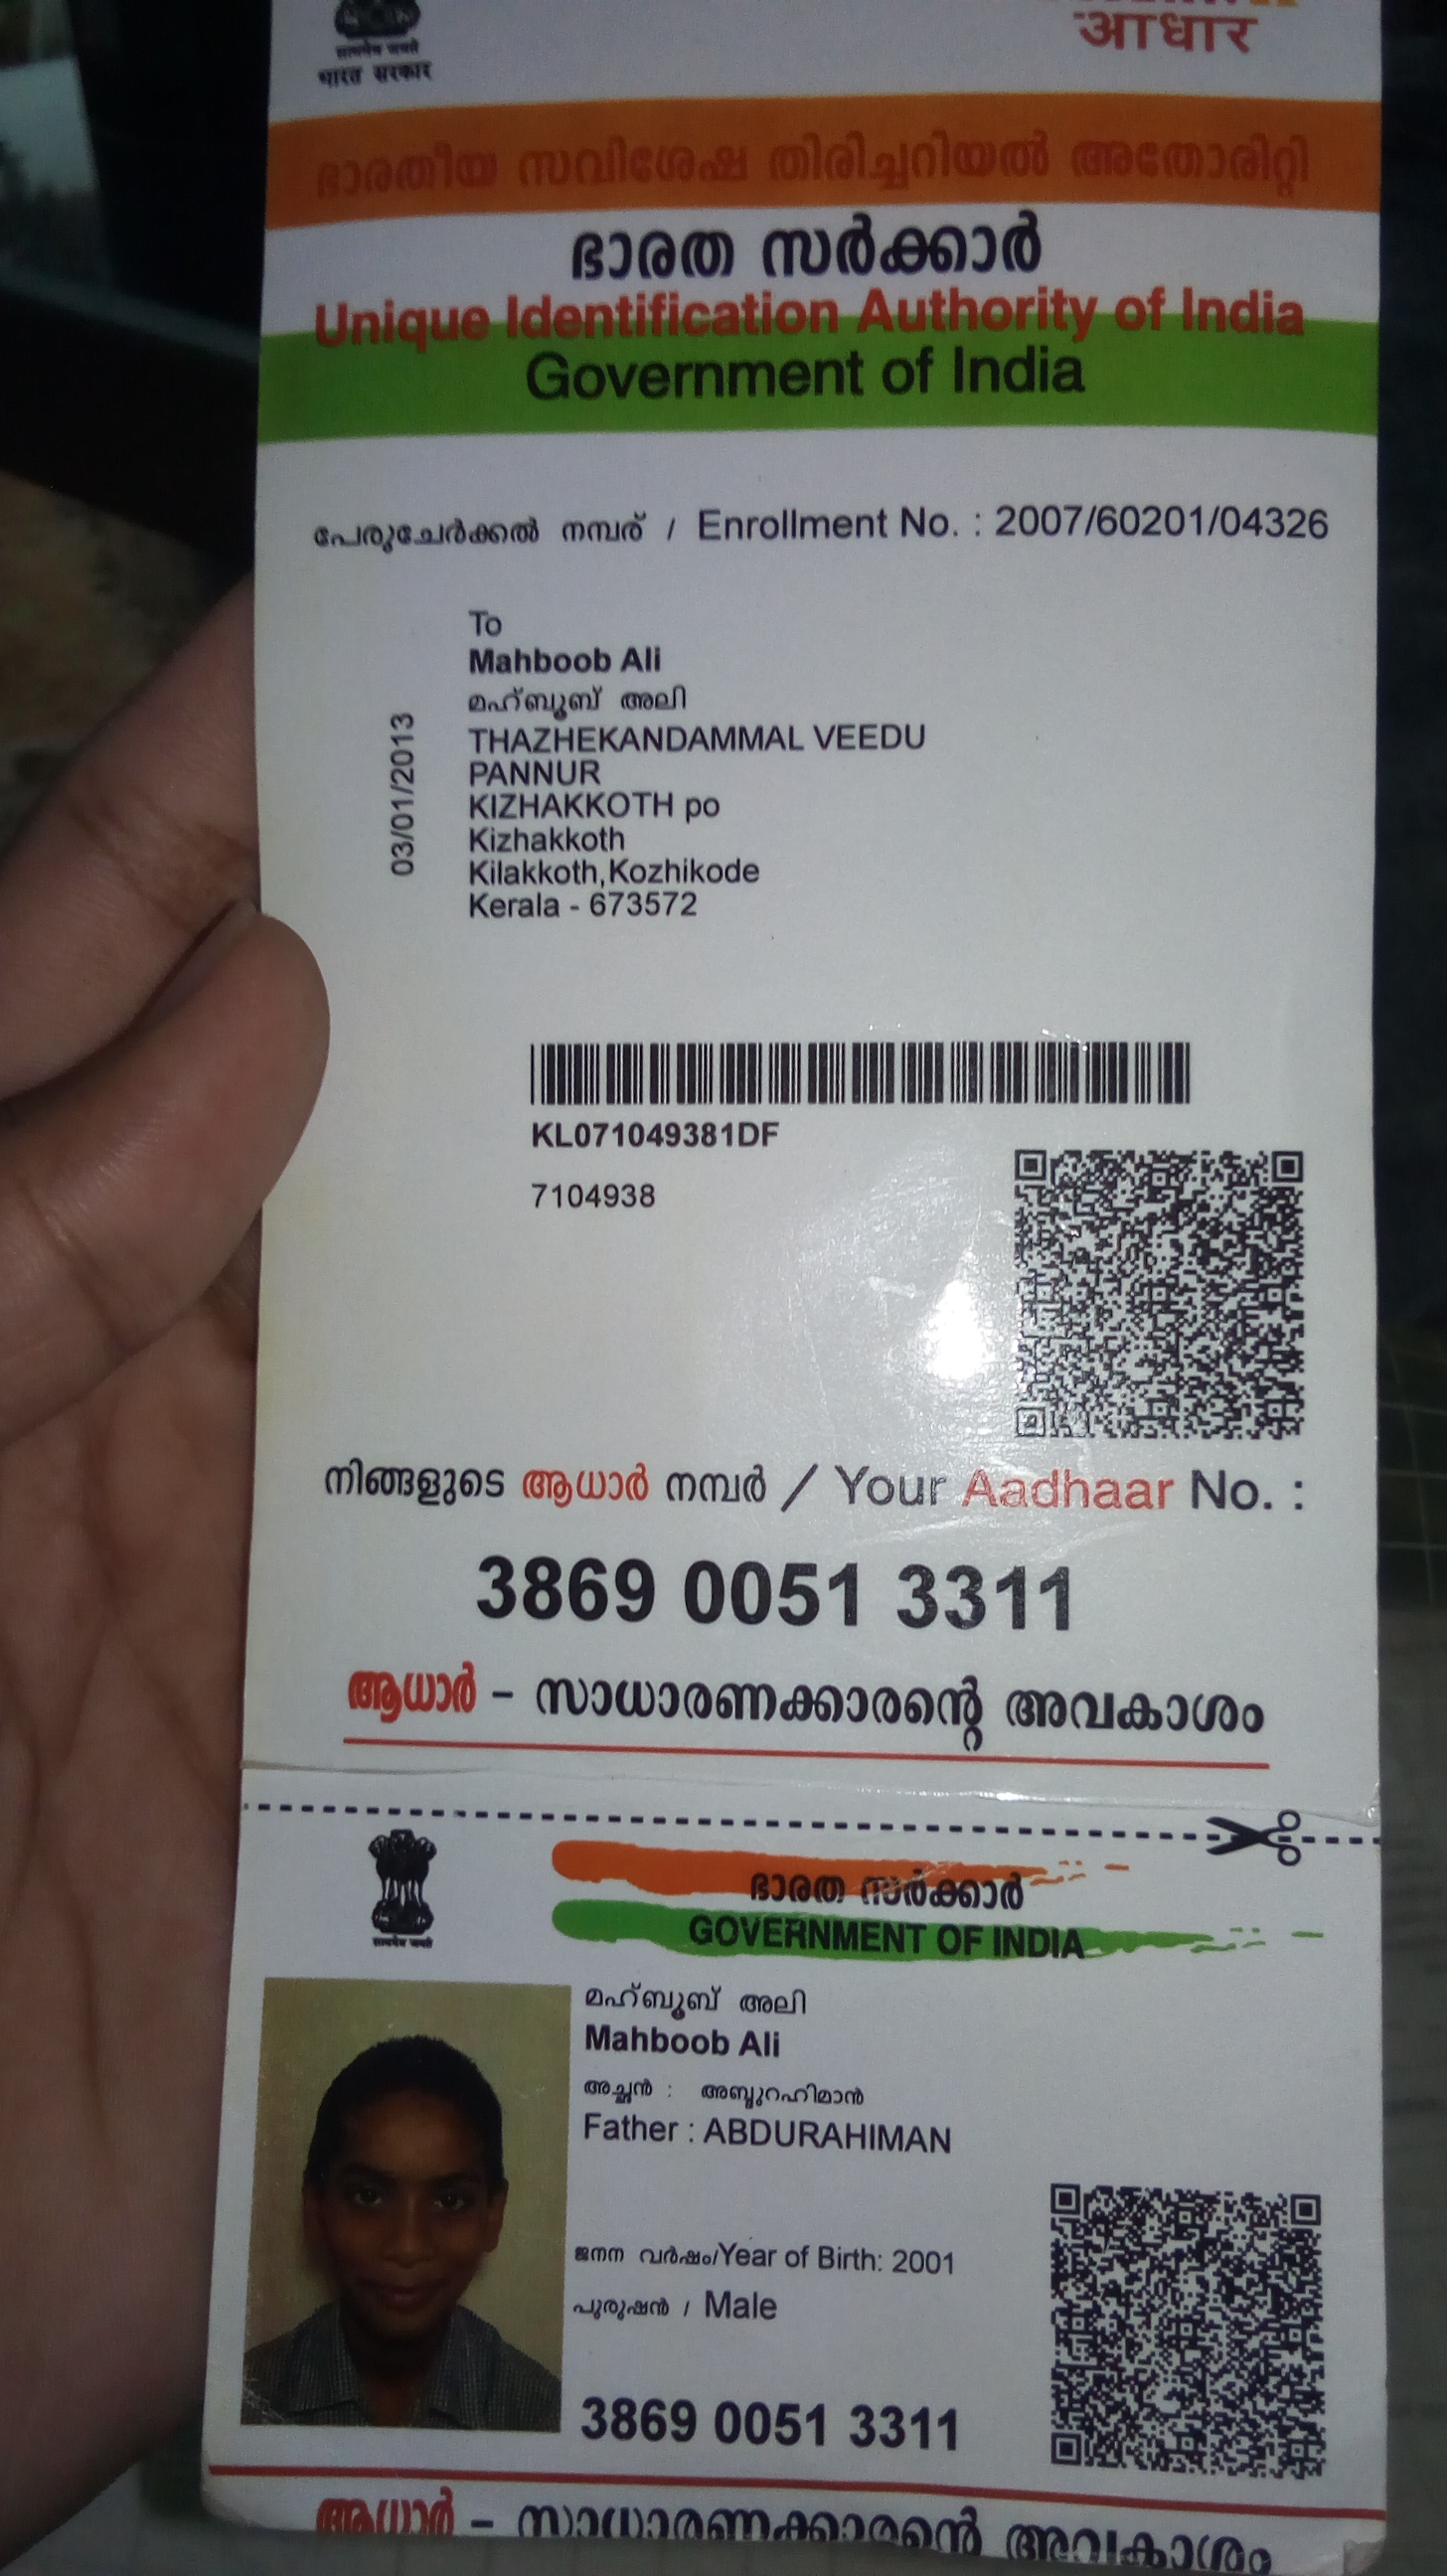 सत्यमेव जयते
भारत सरकार
आधार
ഭാരതീയ സവിശേഷ തിരിച്ചറിയൽ അതോരിറ്റി
ഭാരത സർക്കാർ
Unique Identification Authority of India
Government of India
പേരുചേർക്കൽ നമ്പര് / Enrollment No. : 2007/60201/04326
To
Mahboob Ali
മഹ്ബൂബ് അലി
THAZHEKANDAMMAL VEEDU
PANNUR
KIZHAKKOTH po
Kizhakkoth
Kilakkoth,Kozhikode
Kerala - 673572
03/01/2013
KL071049381DF
7104938
നിങ്ങളുടെ ആധാർ നമ്പർ / Your Aadhaar No. :
3869 0051 3311
ആധാർ – സാധാരണക്കാരന്റെ അവകാശം
सत्यमेव जयते
ഭാരത സർക്കാർ
GOVERNMENT OF INDIA
മഹ്ബൂബ് അലി
Mahboob Ali
അച്ഛൻ : അബ്ദുറഹിമാൻ
Father : ABDURAHIMAN
ജനന വർഷം/Year of Birth: 2001
പുരുഷൻ / Male
3869 0051 3311
ആധാർ – സാധാരണക്കാരന്റെ അവകാശം